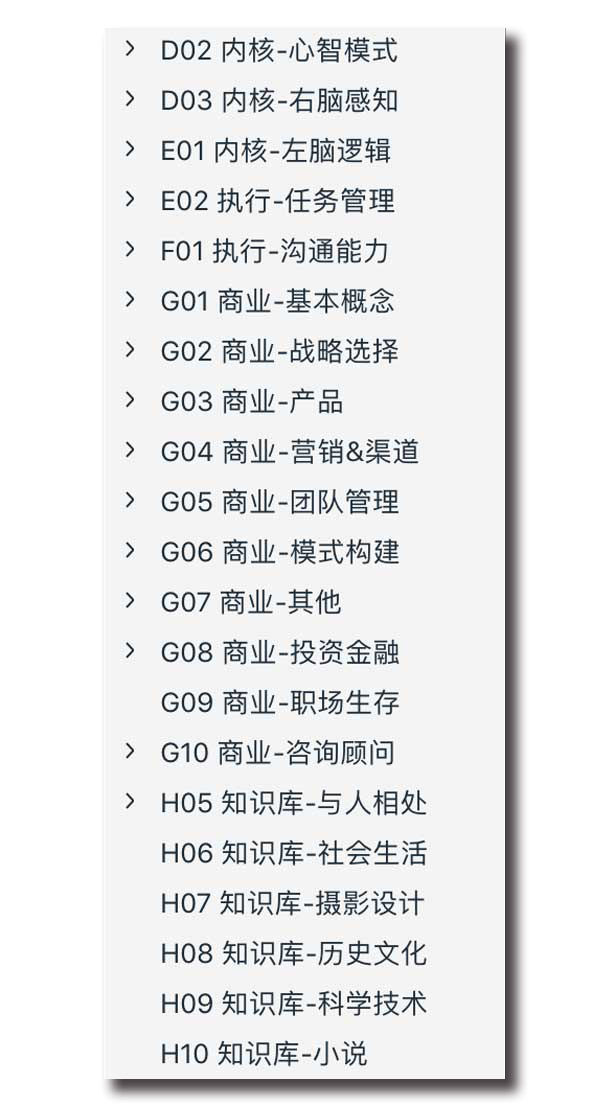 D02 内核-心智模式
D03 内核-右脑感知
E01 内核-左脑逻辑
E02 执行-任务管理
F01 执行-沟通能力
G01 商业-基本概念
G02 商业-战略选择
G03 商业-产品
G04 商业-营销&渠道
G05 商业-团队管理
G06 商业-模式构建
G07 商业-其他
G08 商业-投资金融
G09 商业-职场生存
G10 商业-咨询顾问
H05 知识库-与人相处
H06 知识库-社会生活
H07 知识库-摄影设计
H08 知识库-历史文化
H09 知识库-科学技术
H10 知识库-小说